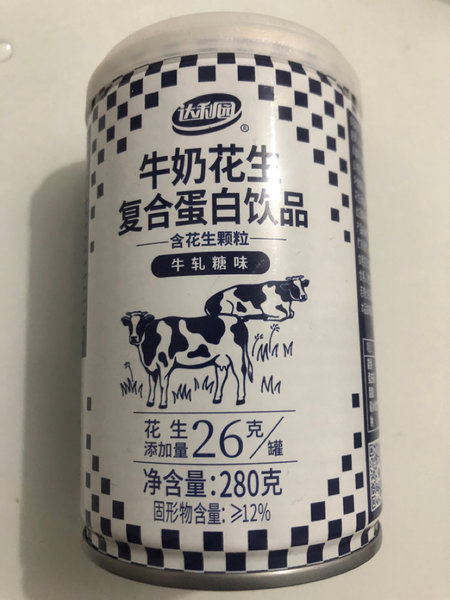 达利园
®
牛奶花生
复合蛋白饮品
含花生颗粒
牛轧糖味
花生添加量26克/罐
净含量:280克
固形物含量:≥12%